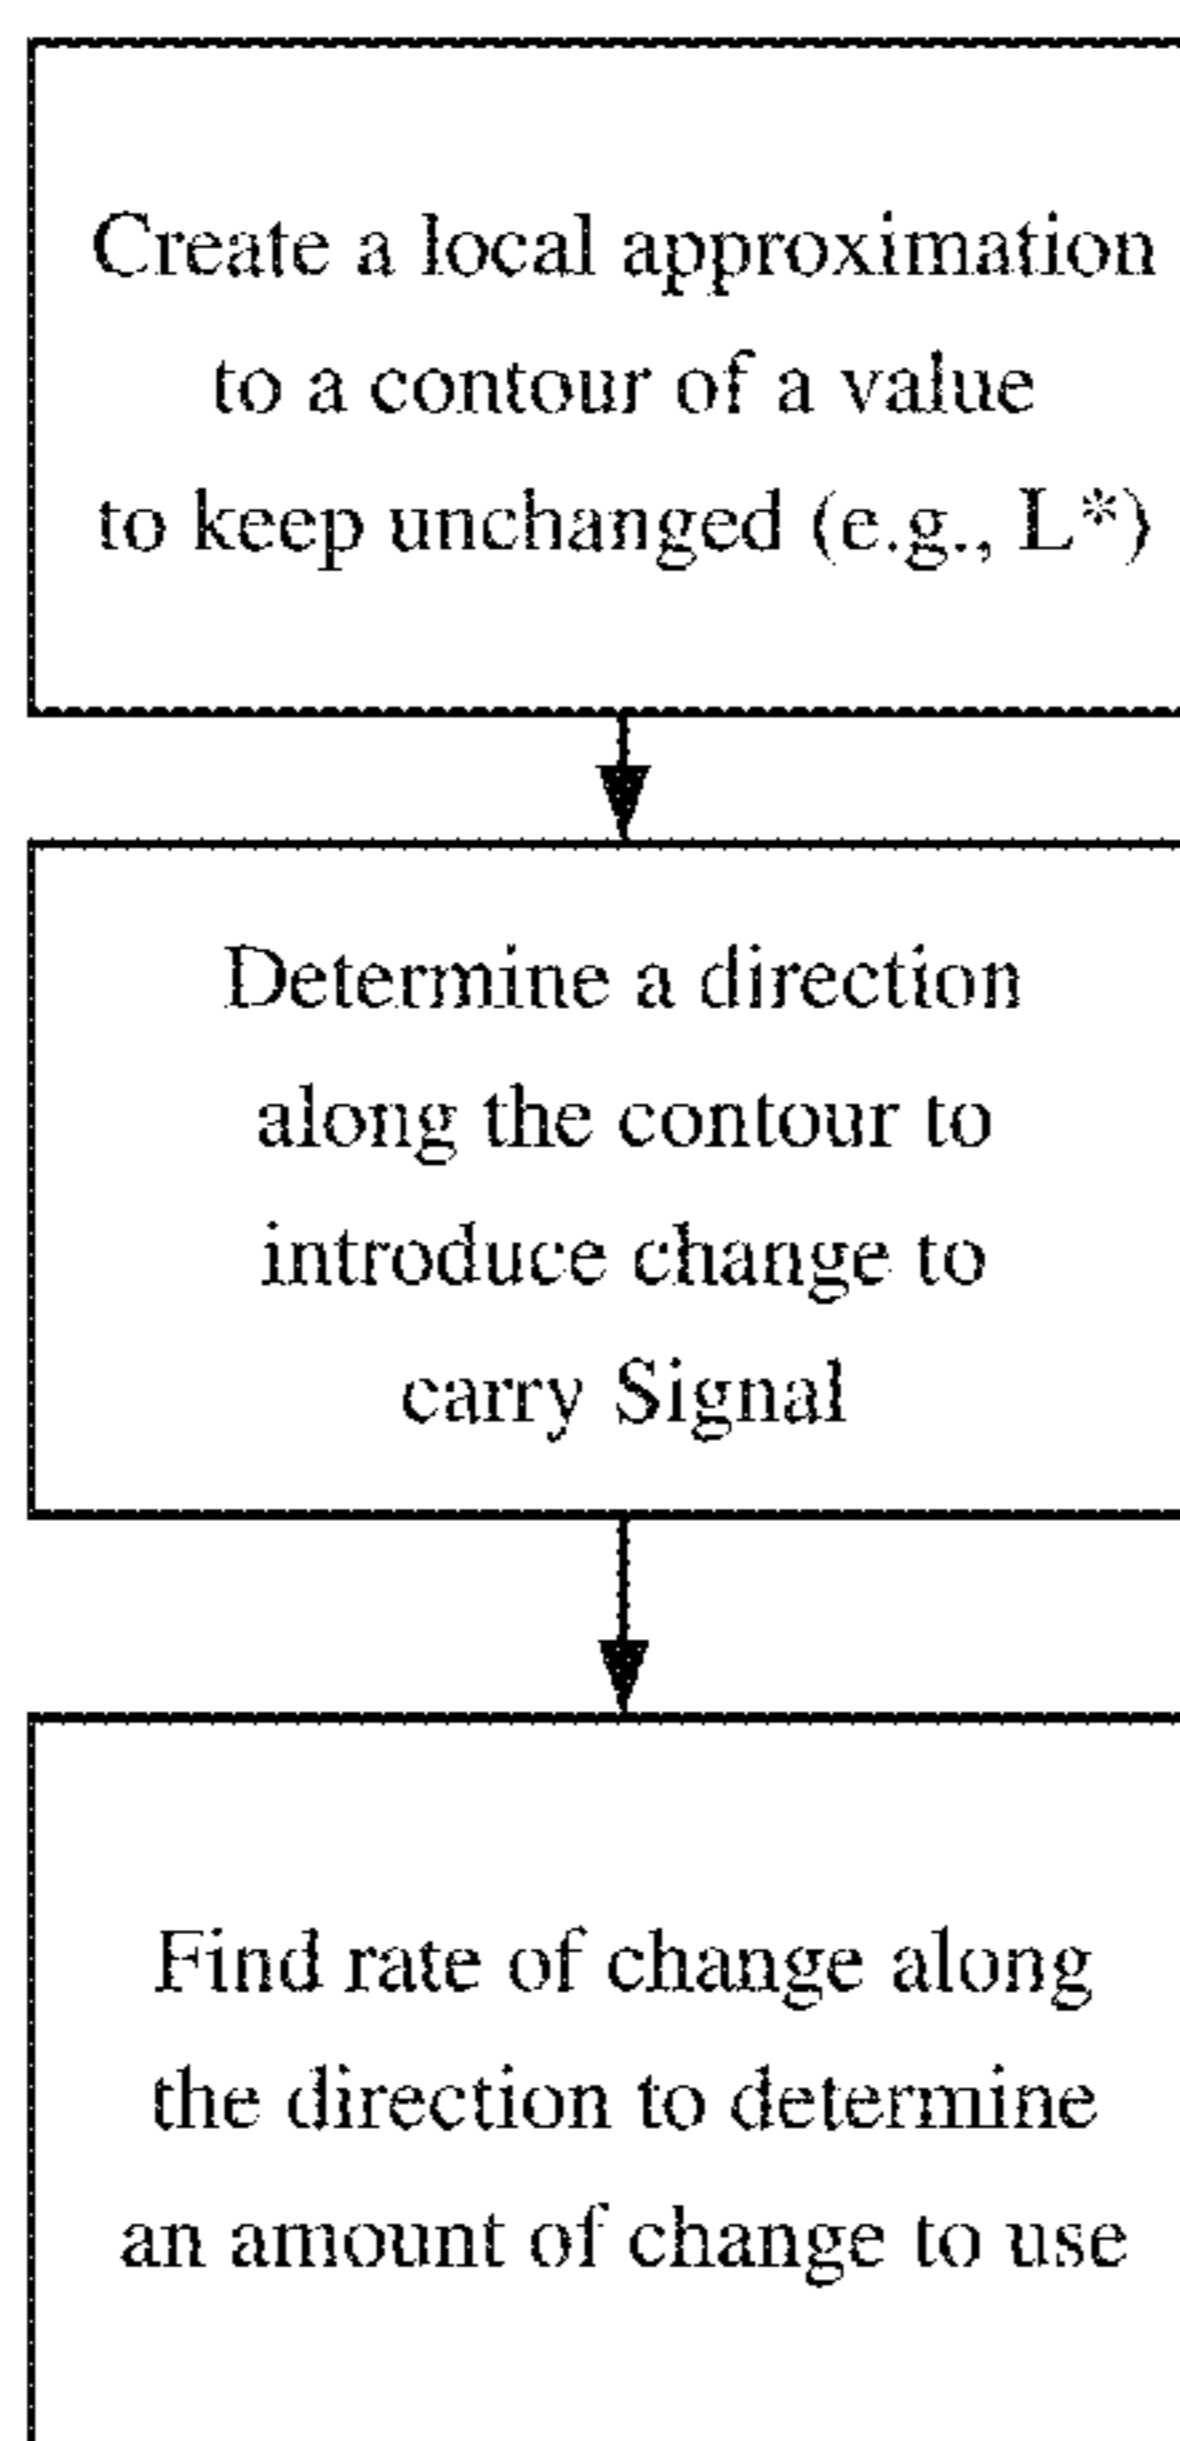 Create a local approximation
to a contour of a value
to keep unchanged (e.g., L*)
Determine a direction
along the contour to
introduce change to
carry Signal
Find rate of change along
the direction to determine
an amount of change to use